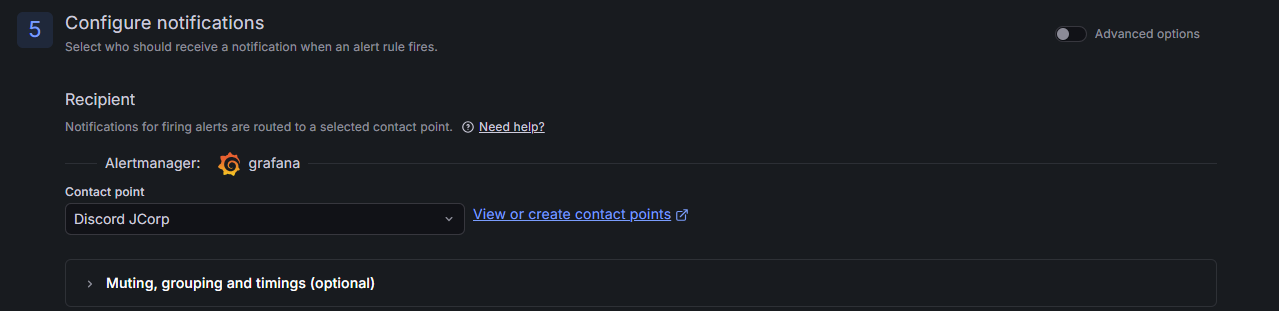 5
Configure notifications
Select who should receive a notification when an alert rule fires.
Advanced options
Recipient
Notifications for firing alerts are routed to a selected contact point. Need help?
Alertmanager: grafana
Contact point
Discord JCorp
View or create contact points
Muting, grouping and timings (optional)